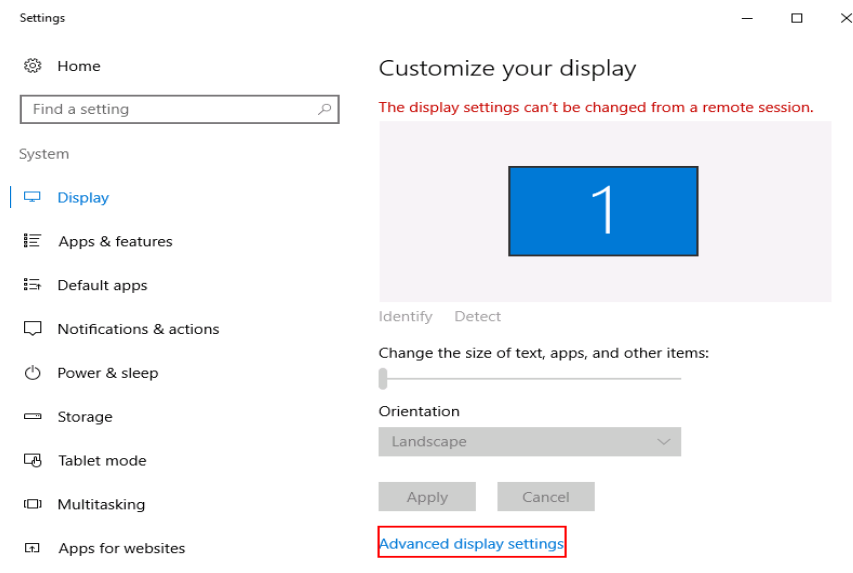 Settings
Home
Find a setting
System
Display
Apps & features
Default apps
Notifications & actions
Power & sleep
Storage
Tablet mode
Multitasking
Apps for websites
Customize your display
The display settings can't be changed from a remote session.
1
Identify Detect
Change the size of text, apps, and other items:
Orientation
Landscape
Apply Cancel
Advanced display settings